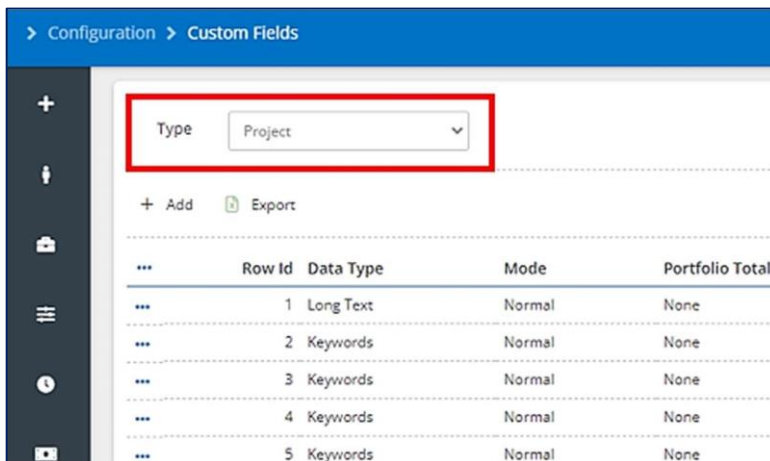 > Configuration > Custom Fields
Type Project
+ Add Export
... Row Id Data Type Mode Portfolio Total
... 1 Long Text Normal None
... 2 Keywords Normal None
... 3 Keywords Normal None
... 4 Keywords Normal None
... 5 Keywords Normal None